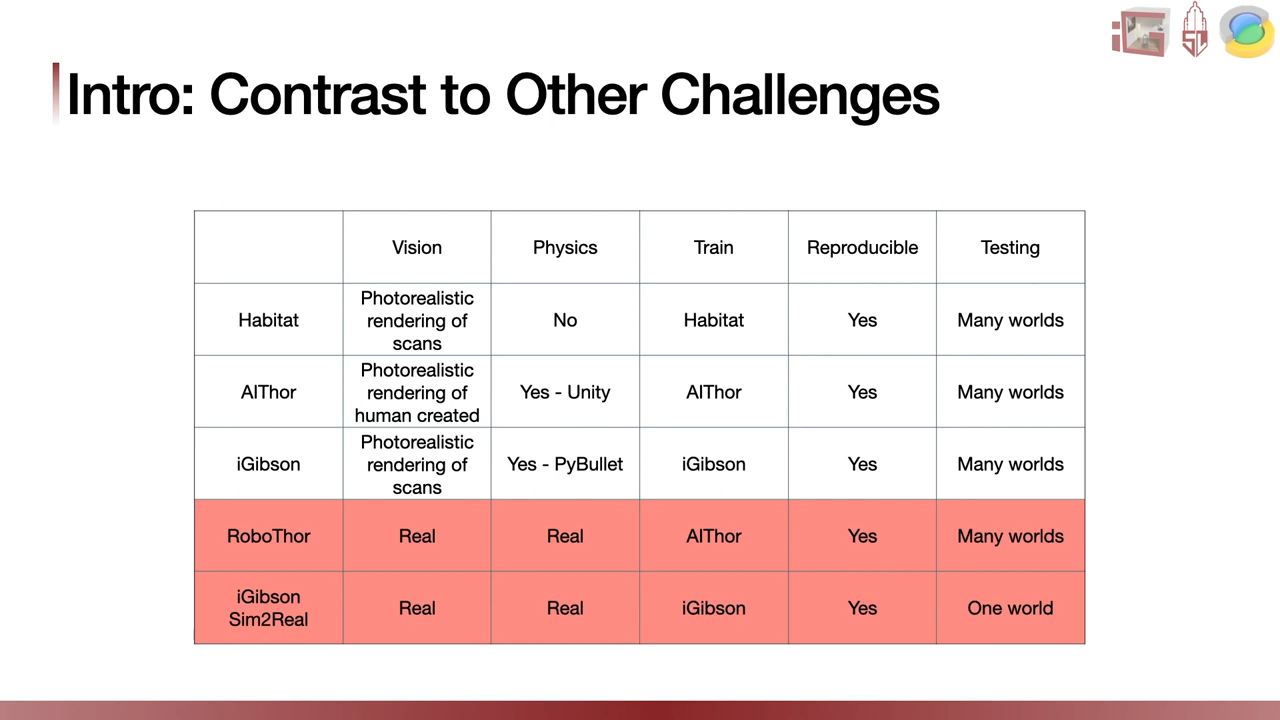 Intro: Contrast to Other Challenges
Vision Physics Train Reproducible Testing
Habitat
Photorealistic
rendering of
scans
No
Habitat
Yes
Many worlds
AIThor
Photorealistic
rendering of
human created
Yes - Unity
AIThor
Yes
Many worlds
iGibson
Photorealistic
rendering of
scans
Yes - PyBullet
iGibson
Yes
Many worlds
RoboThor
Real
Real
AIThor
Yes
Many worlds
iGibson
Sim2Real
Real
Real
iGibson
Yes
One world